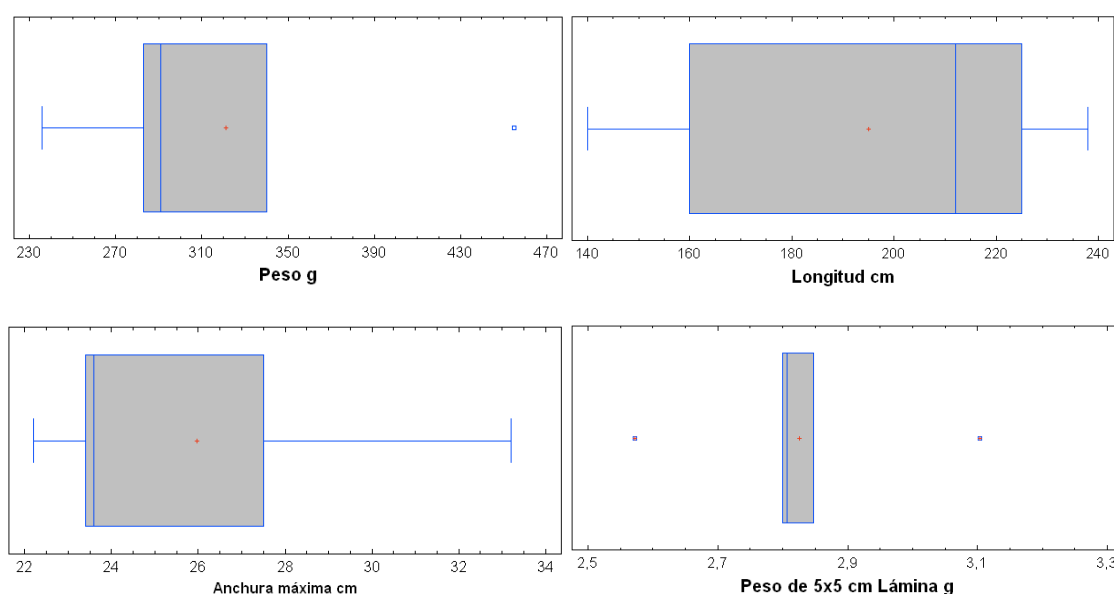 230 270 310 350 390 430 470
Peso g
140 160 180 200 220 240
Longitud cm
22 24 26 28 30 32 34
Anchura máxima cm
2,5 2,7 2,9 3,1 3,3
Peso de 5x5 cm Lámina g